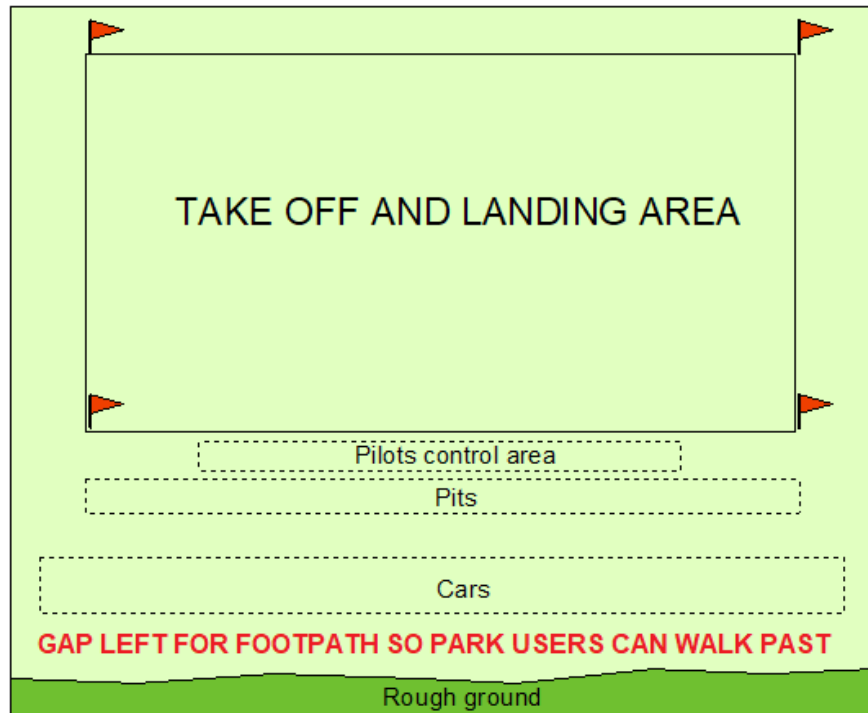 TAKE OFF AND LANDING AREA
Pilots control area
Pits
Cars
GAP LEFT FOR FOOTPATH SO PARK USERS CAN WALK PAST
Rough ground